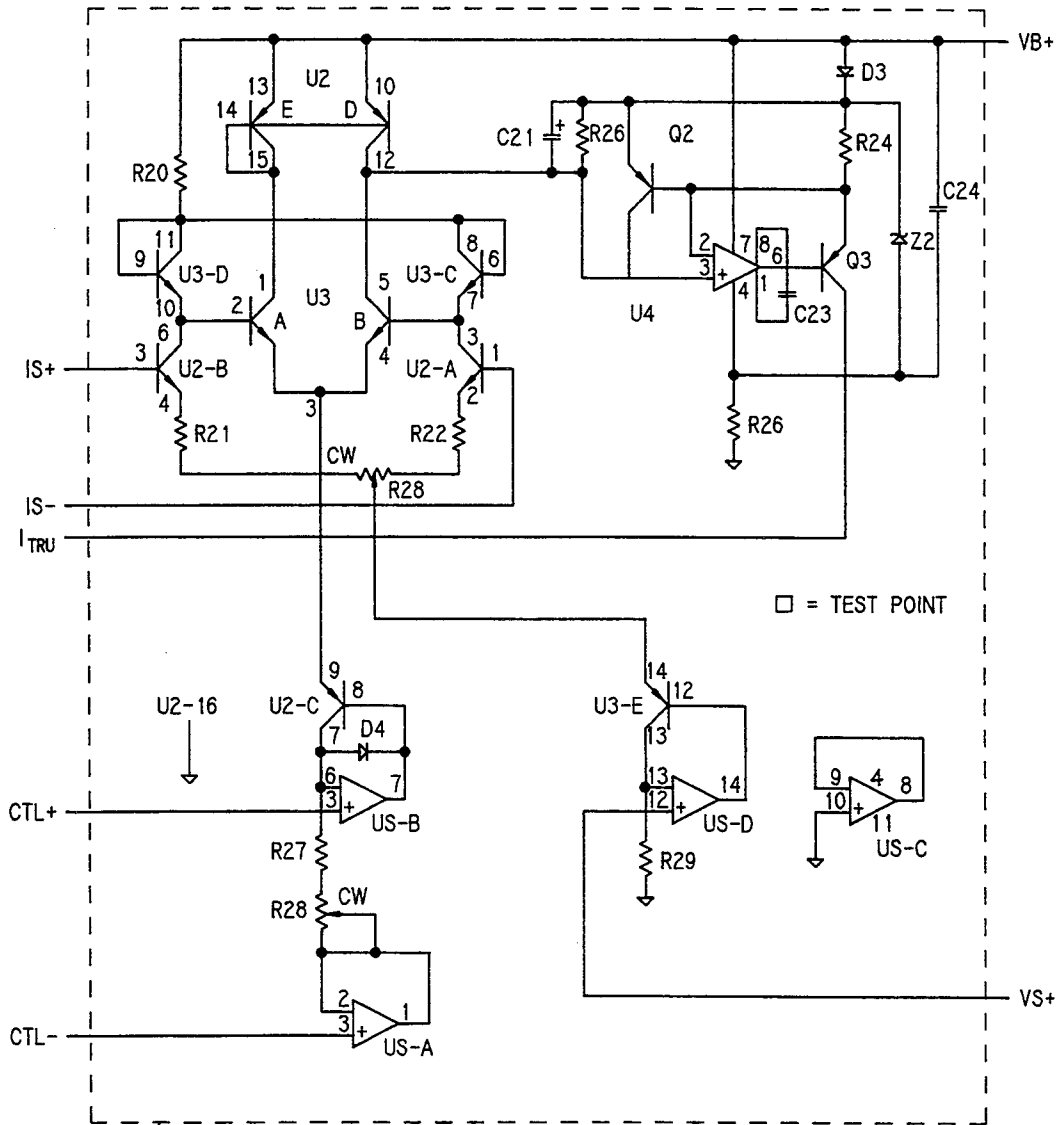 VB+
13 U2 10
14 E D
15 12
R20
C21 + R26 Q2
D3
R24
C24
Z2
11 8
9 U3-D U3-C 6
10 7
1 U3 5
2 A B
4
6 3
IS+ 3 U2-B U2-A 1
4 2
3
R21 R22
CW
R28
2 7 8 6
3 + 4 1
Q3
U4 C23
R26
IS-
I TRU
□ = TEST POINT
9 8
U2-C
7 D4
U2-16
6 7
CTL+ 3 +
US-B
R27
CW
R28
2 1
CTL- 3 +
US-A
14 12
U3-E
13
13 14
12 +
US-D
R29
9 4 8
10 + 11
US-C
VS+